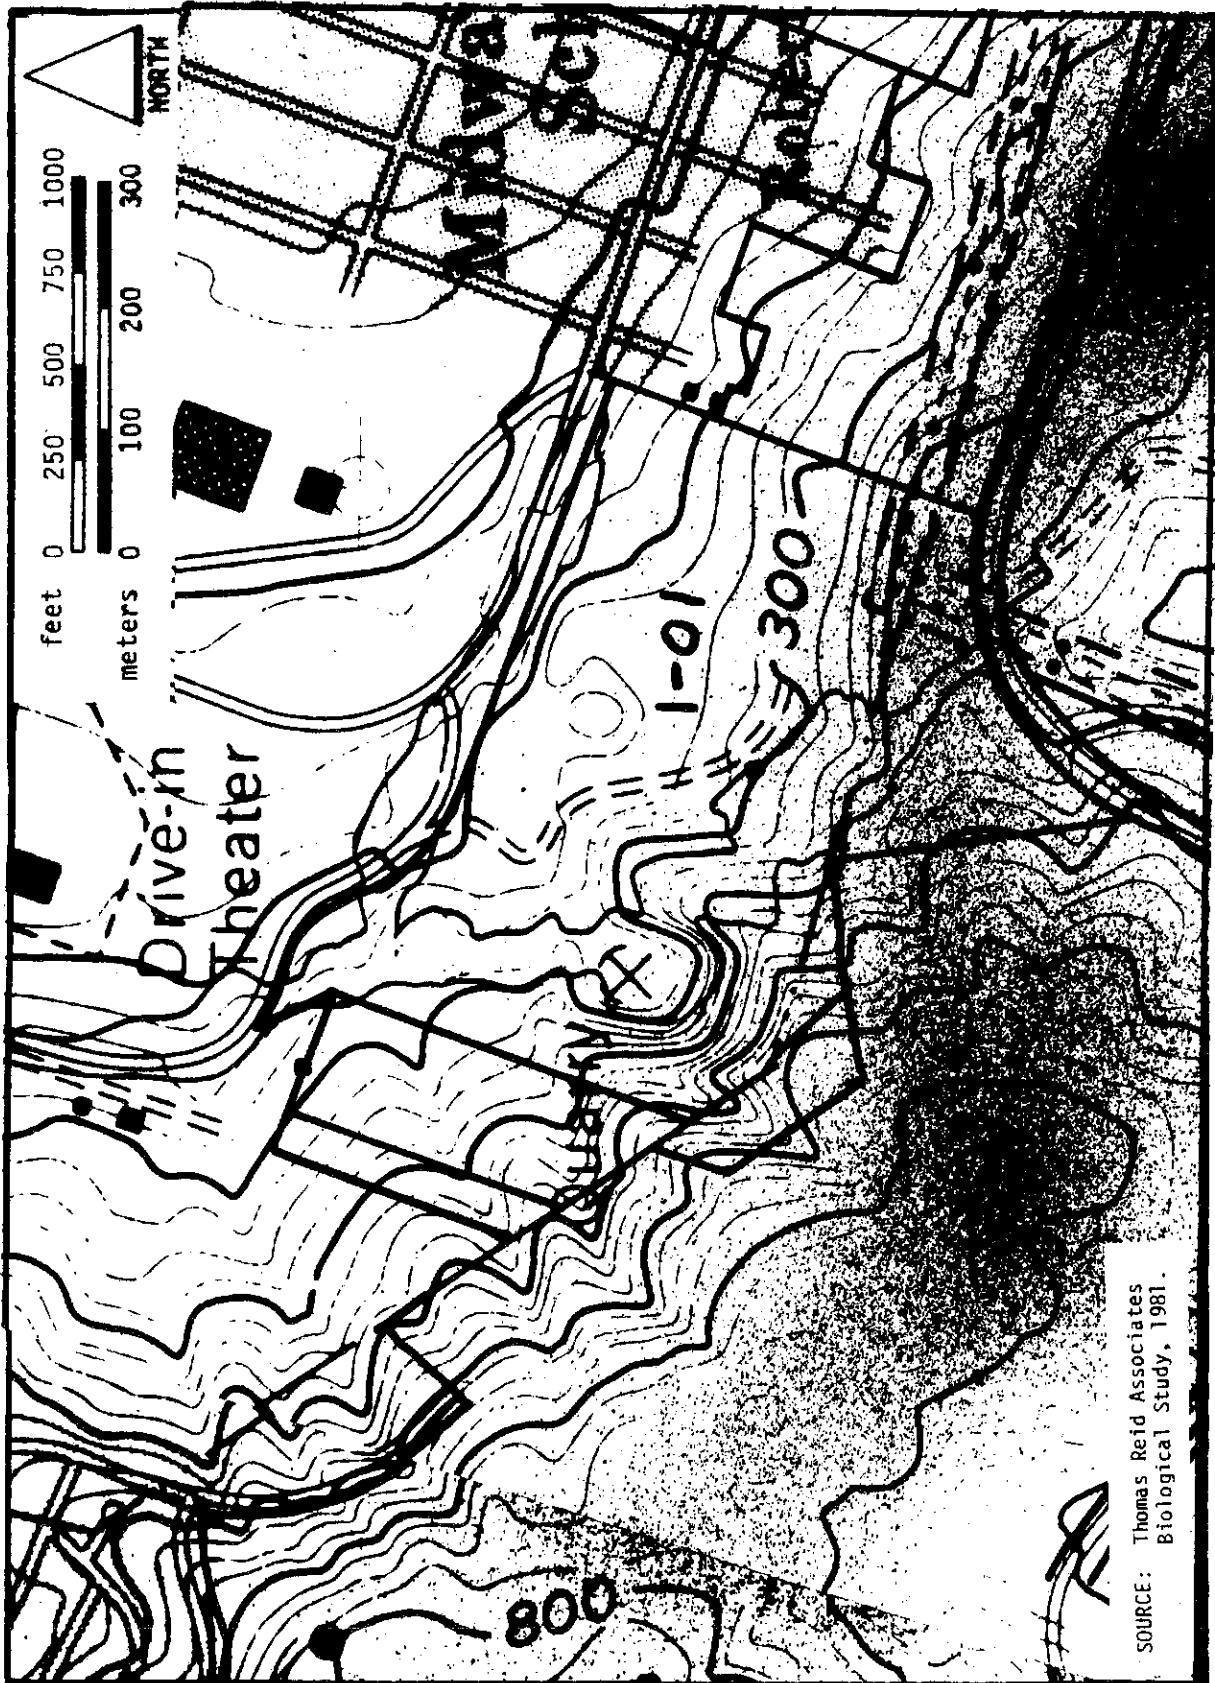 feet 0 250 500 750 1000
meters 0 100 200 300
NORTH
Drive-in
Theater
1-01
300
800
SOURCE: Thomas Reid Associates
Biological Study, 1981.